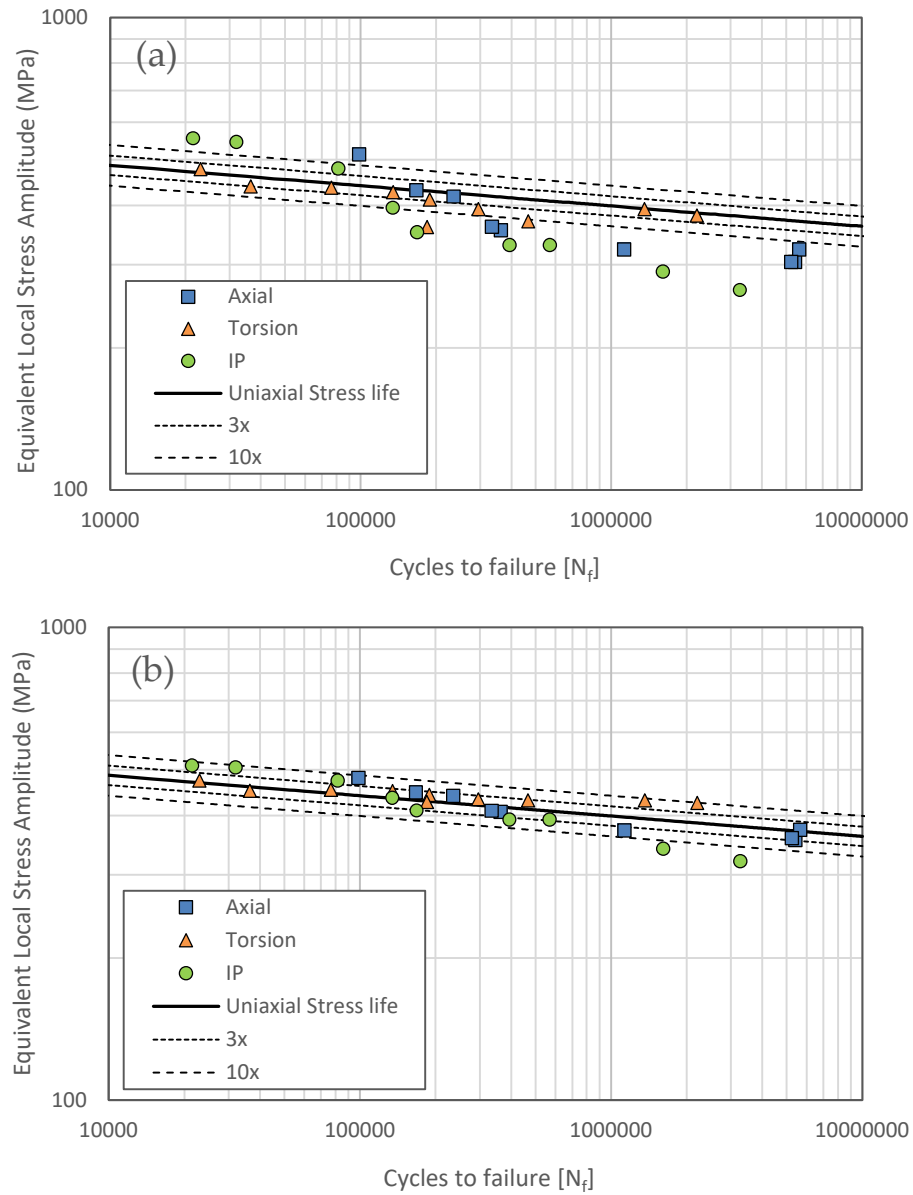 1000
(a)
Equivalent Local Stress Amplitude (MPa)
Axial
Torsion
IP
Uniaxial Stress life
3x
10x
100
10000 100000 1000000 10000000
Cycles to failure [Nf]
1000
(b)
Equivalent Local Stress Amplitude (MPa)
Axial
Torsion
IP
Uniaxial Stress life
3x
10x
100
10000 100000 1000000 10000000
Cycles to failure [Nf]